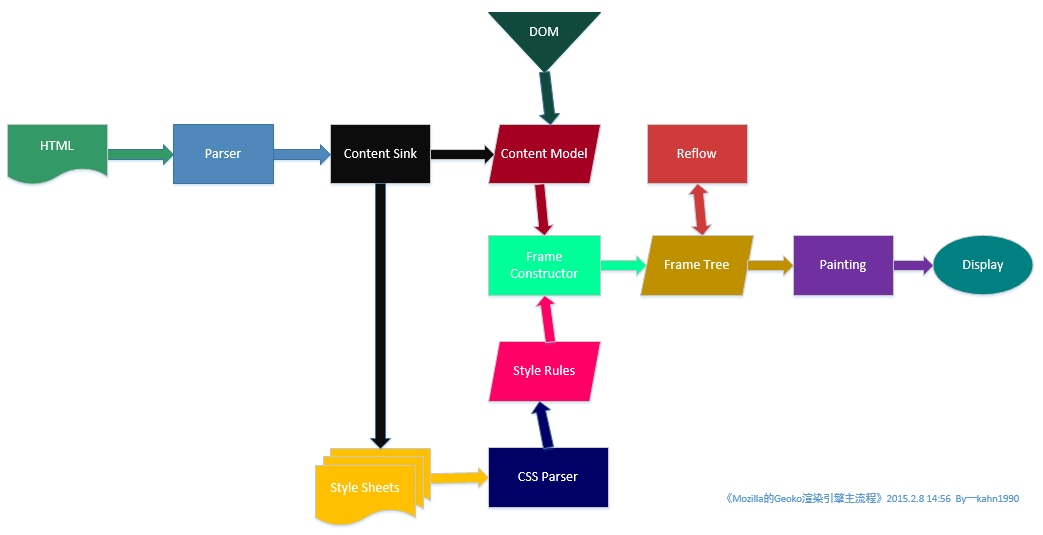 DOM
HTML
Parser
Content Sink
Content Model
Reflow
Frame
Constructor
Frame Tree
Painting
Display
Style Rules
Style Sheets
CSS Parser
《Mozilla的Geoko渲染引擎主流程》2015.2.8 14:56 By一kahn1990